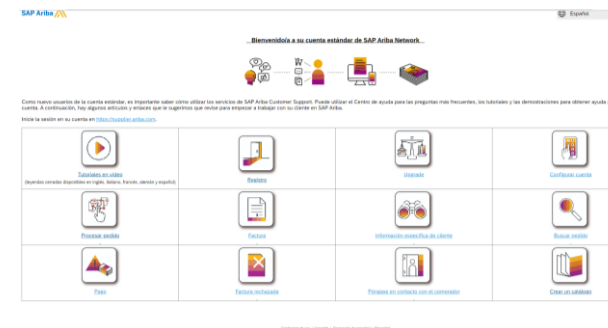 SAP Ariba
Español
Bienvenido/a a su cuenta estándar de SAP Ariba Network
Como nuevo usuarios de la cuenta estándar, es importante saber cómo utilizar los servicios de SAP Ariba Customer Support. Puede utilizar el Centro de ayuda para las preguntas más frecuentes, los tutoriales y las demostraciones para obtener ayuda
cuenta. A continuación, hay algunos artículos y enlaces que le sugerimos que revise para empezar a trabajar con su cliente en SAP Ariba.
Inicie la sesión en su cuenta en https://supplier.ariba.com.
Tutoriales en vídeo
(leyendas cerradas disponibles en inglés, italiano, francés, alemán y español)
Registro
Upgrade
Configurar cuenta
Procesar pedido
Factura
Información específica de cliente
Buscar pedido
Pago
Factura rechazada
Póngase en contacto con el comprador
Crear un catálogo